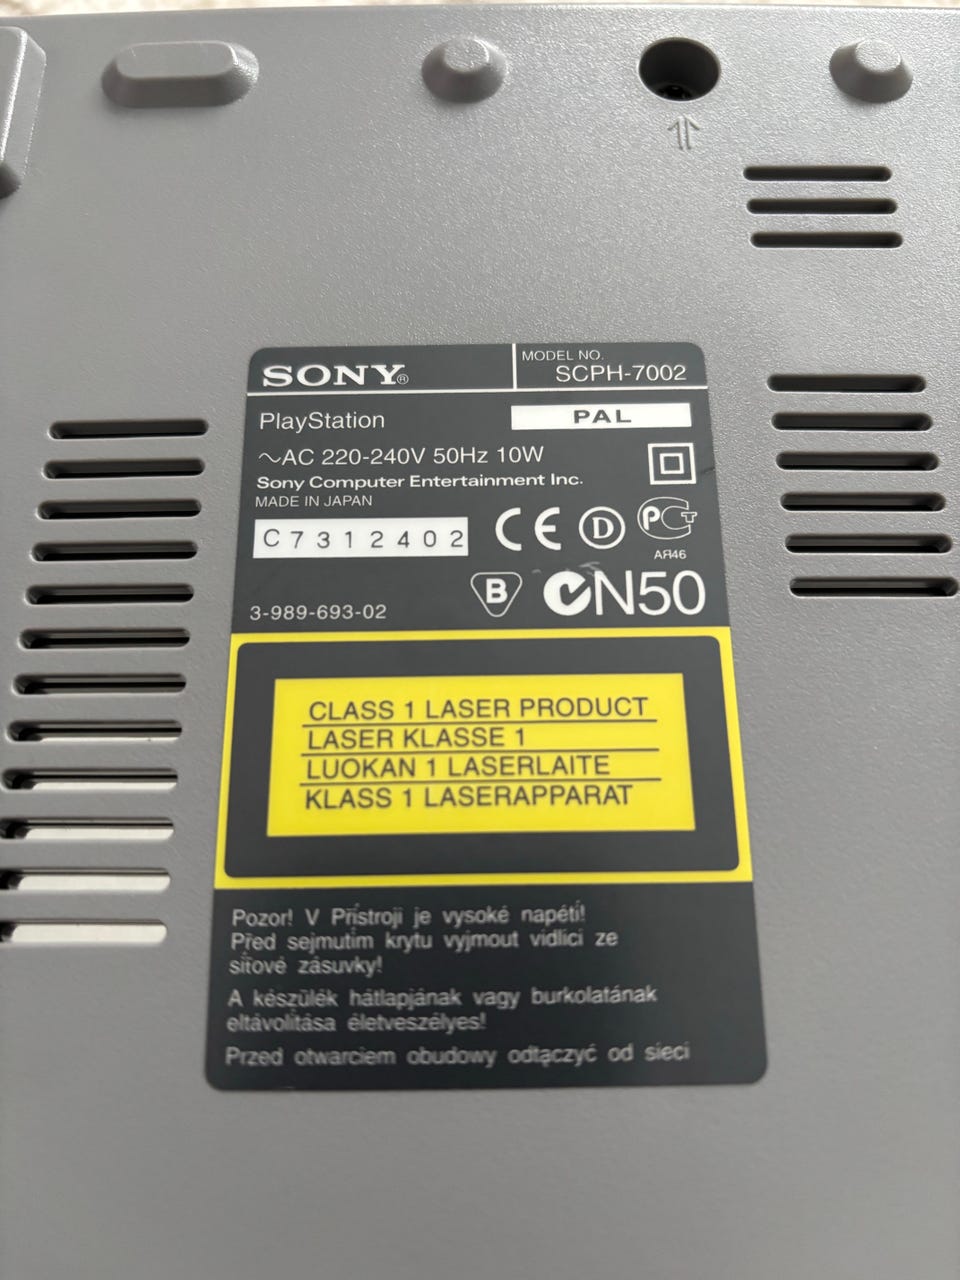 SONY®
MODEL NO.
SCPH-7002
PlayStation
PAL
~AC 220-240V 50Hz 10W
Sony Computer Entertainment Inc.
MADE IN JAPAN
C7312402
CE D PCT
AЯ46
B N50
3-989-693-02
CLASS 1 LASER PRODUCT
LASER KLASSE 1
LUOKAN 1 LASERLAITE
KLASS 1 LASERAPPARAT
Pozor! V Přístroji je vysoké napětí!
Před sejmutím krytu vyjmout vidlici ze
síťové zásuvky!
A készülék hátlapjának vagy burkolatának
eltávolítása életveszélyes!
Przed otwarciem obudowy odłączyć od sieci